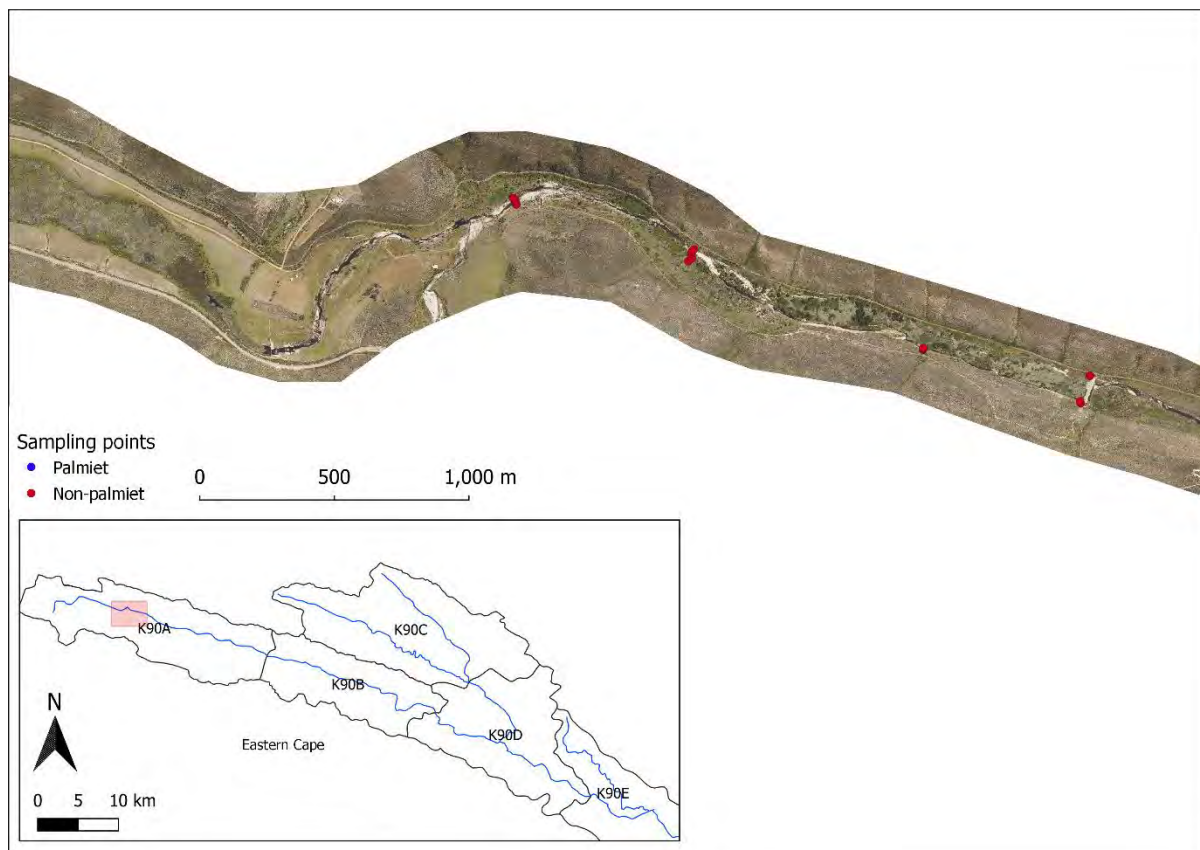 Sampling points
Palmiet
Non-palmiet
0 500 1,000 m
K90A
K90C
K90B
K90D
Eastern Cape
K90E
N
0 5 10 km